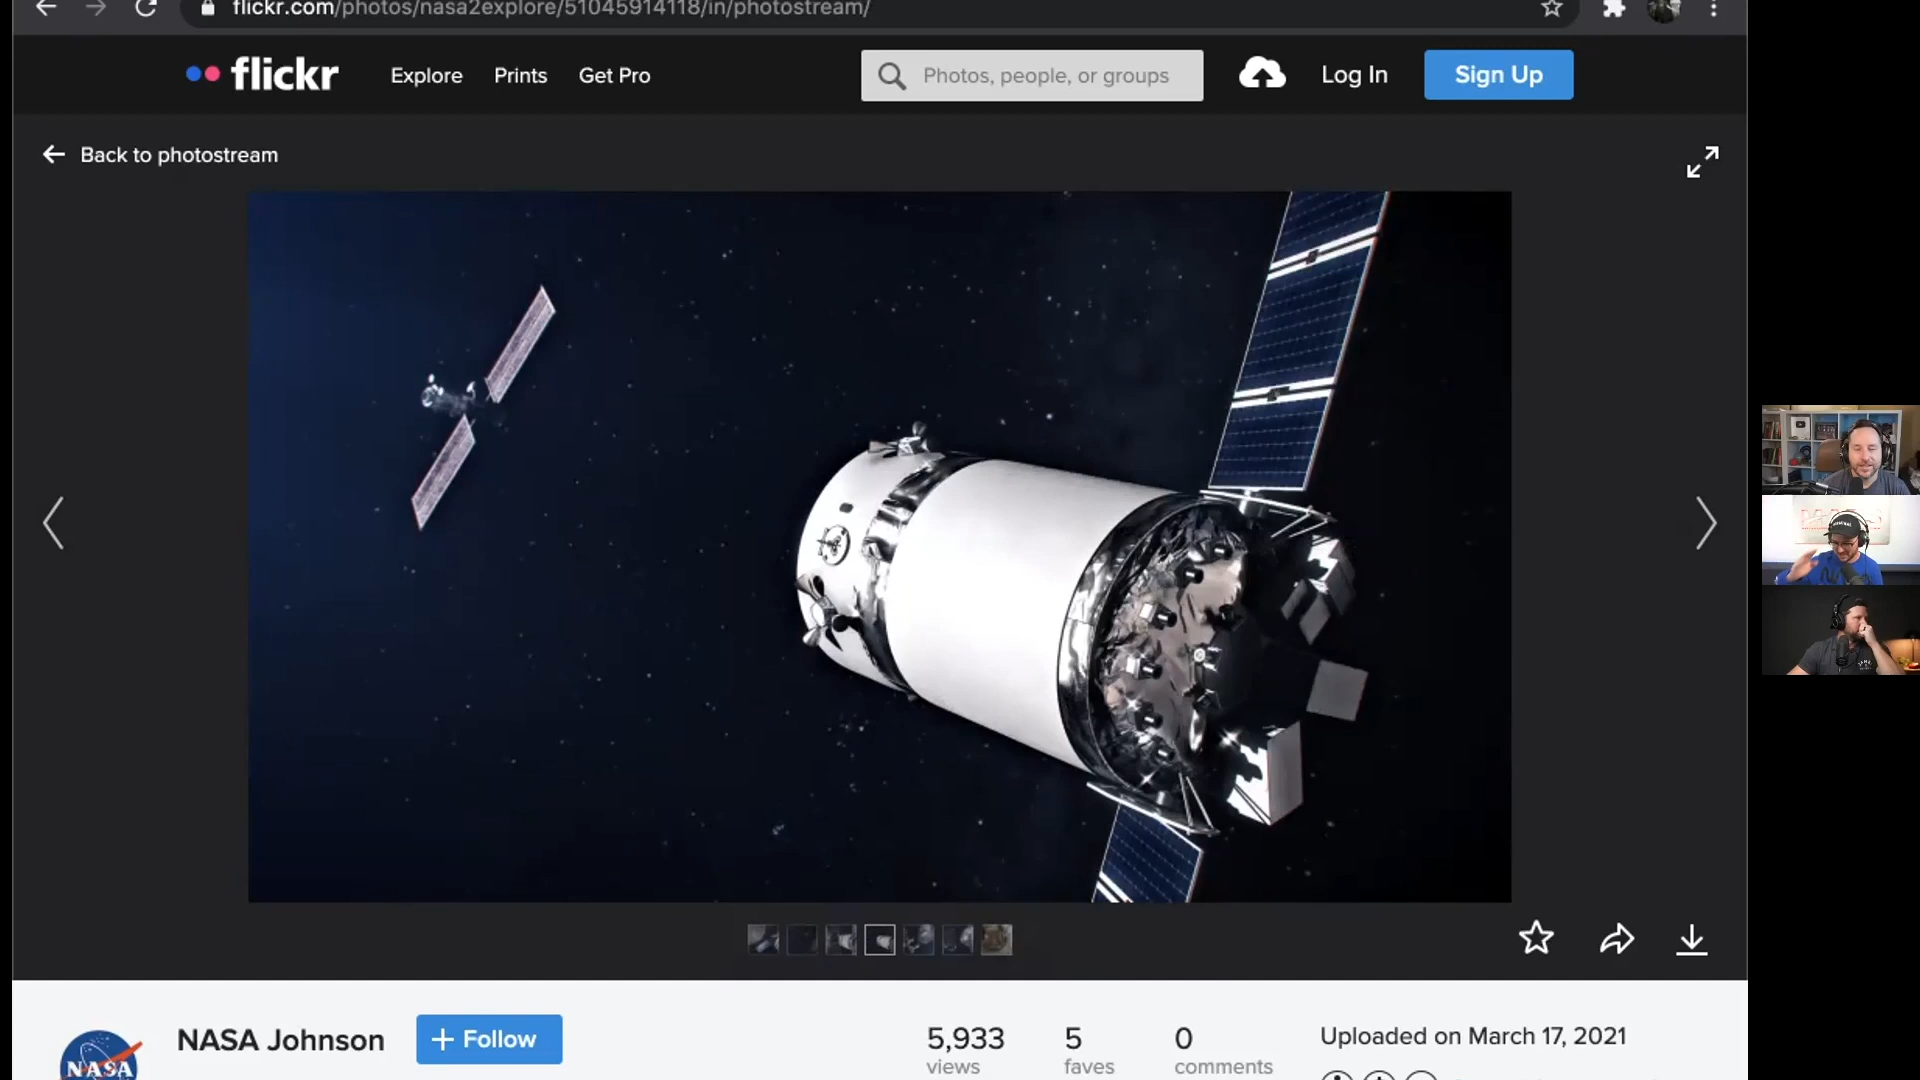 flickr.com/photos/nasa2explore/51045914118/in/photostream/
flickr Explore Prints Get Pro Photos, people, or groups Log In Sign Up
Back to photostream
NASA Johnson + Follow
5,933 5 0 Uploaded on March 17, 2021
views faves comments
NASA